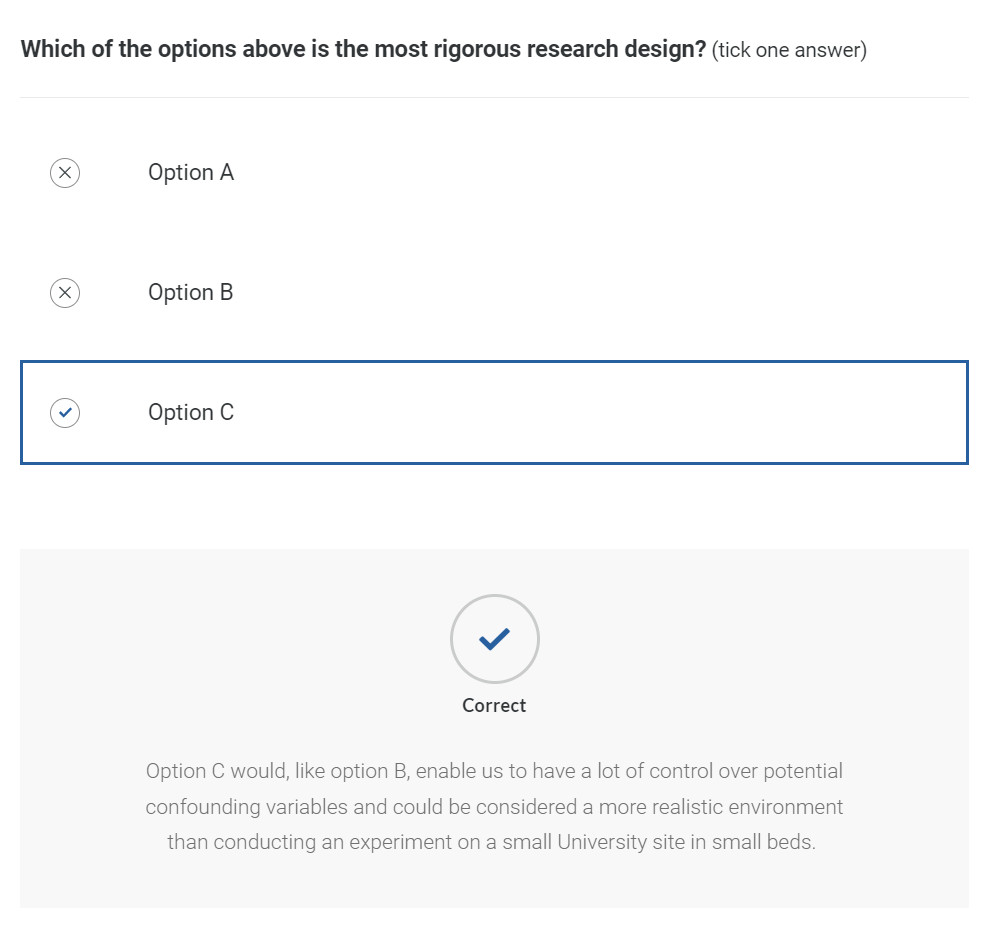 Which of the options above is the most rigorous research design? (tick one answer)
Option A
Option B
Option C
Correct
Option C would, like option B, enable us to have a lot of control over potential
confounding variables and could be considered a more realistic environment
than conducting an experiment on a small University site in small beds.